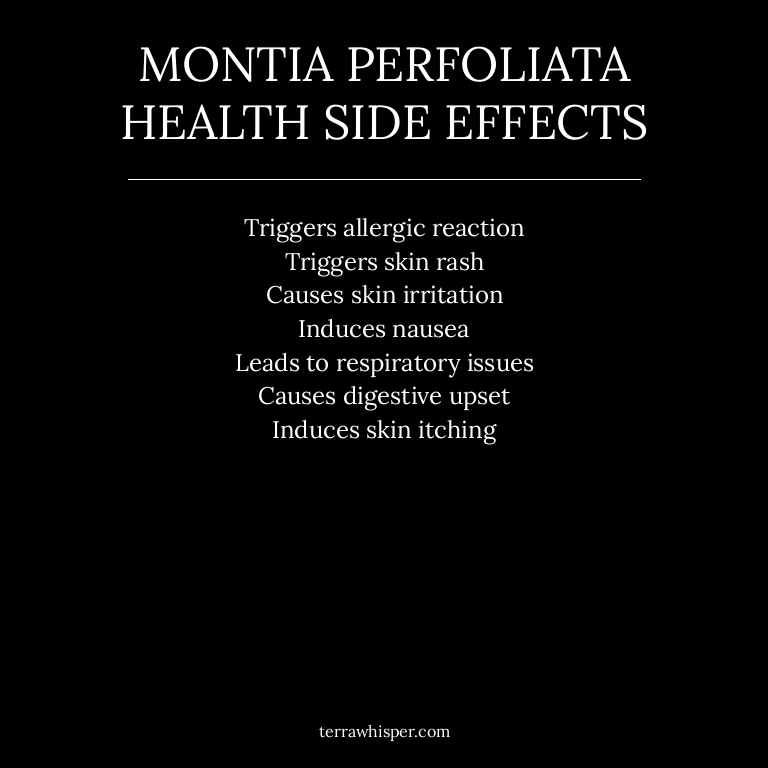 MONTIA PERFOLIATA
HEALTH SIDE EFFECTS
Triggers allergic reaction
Triggers skin rash
Causes skin irritation
Induces nausea
Leads to respiratory issues
Causes digestive upset
Induces skin itching
terrawhisper.com